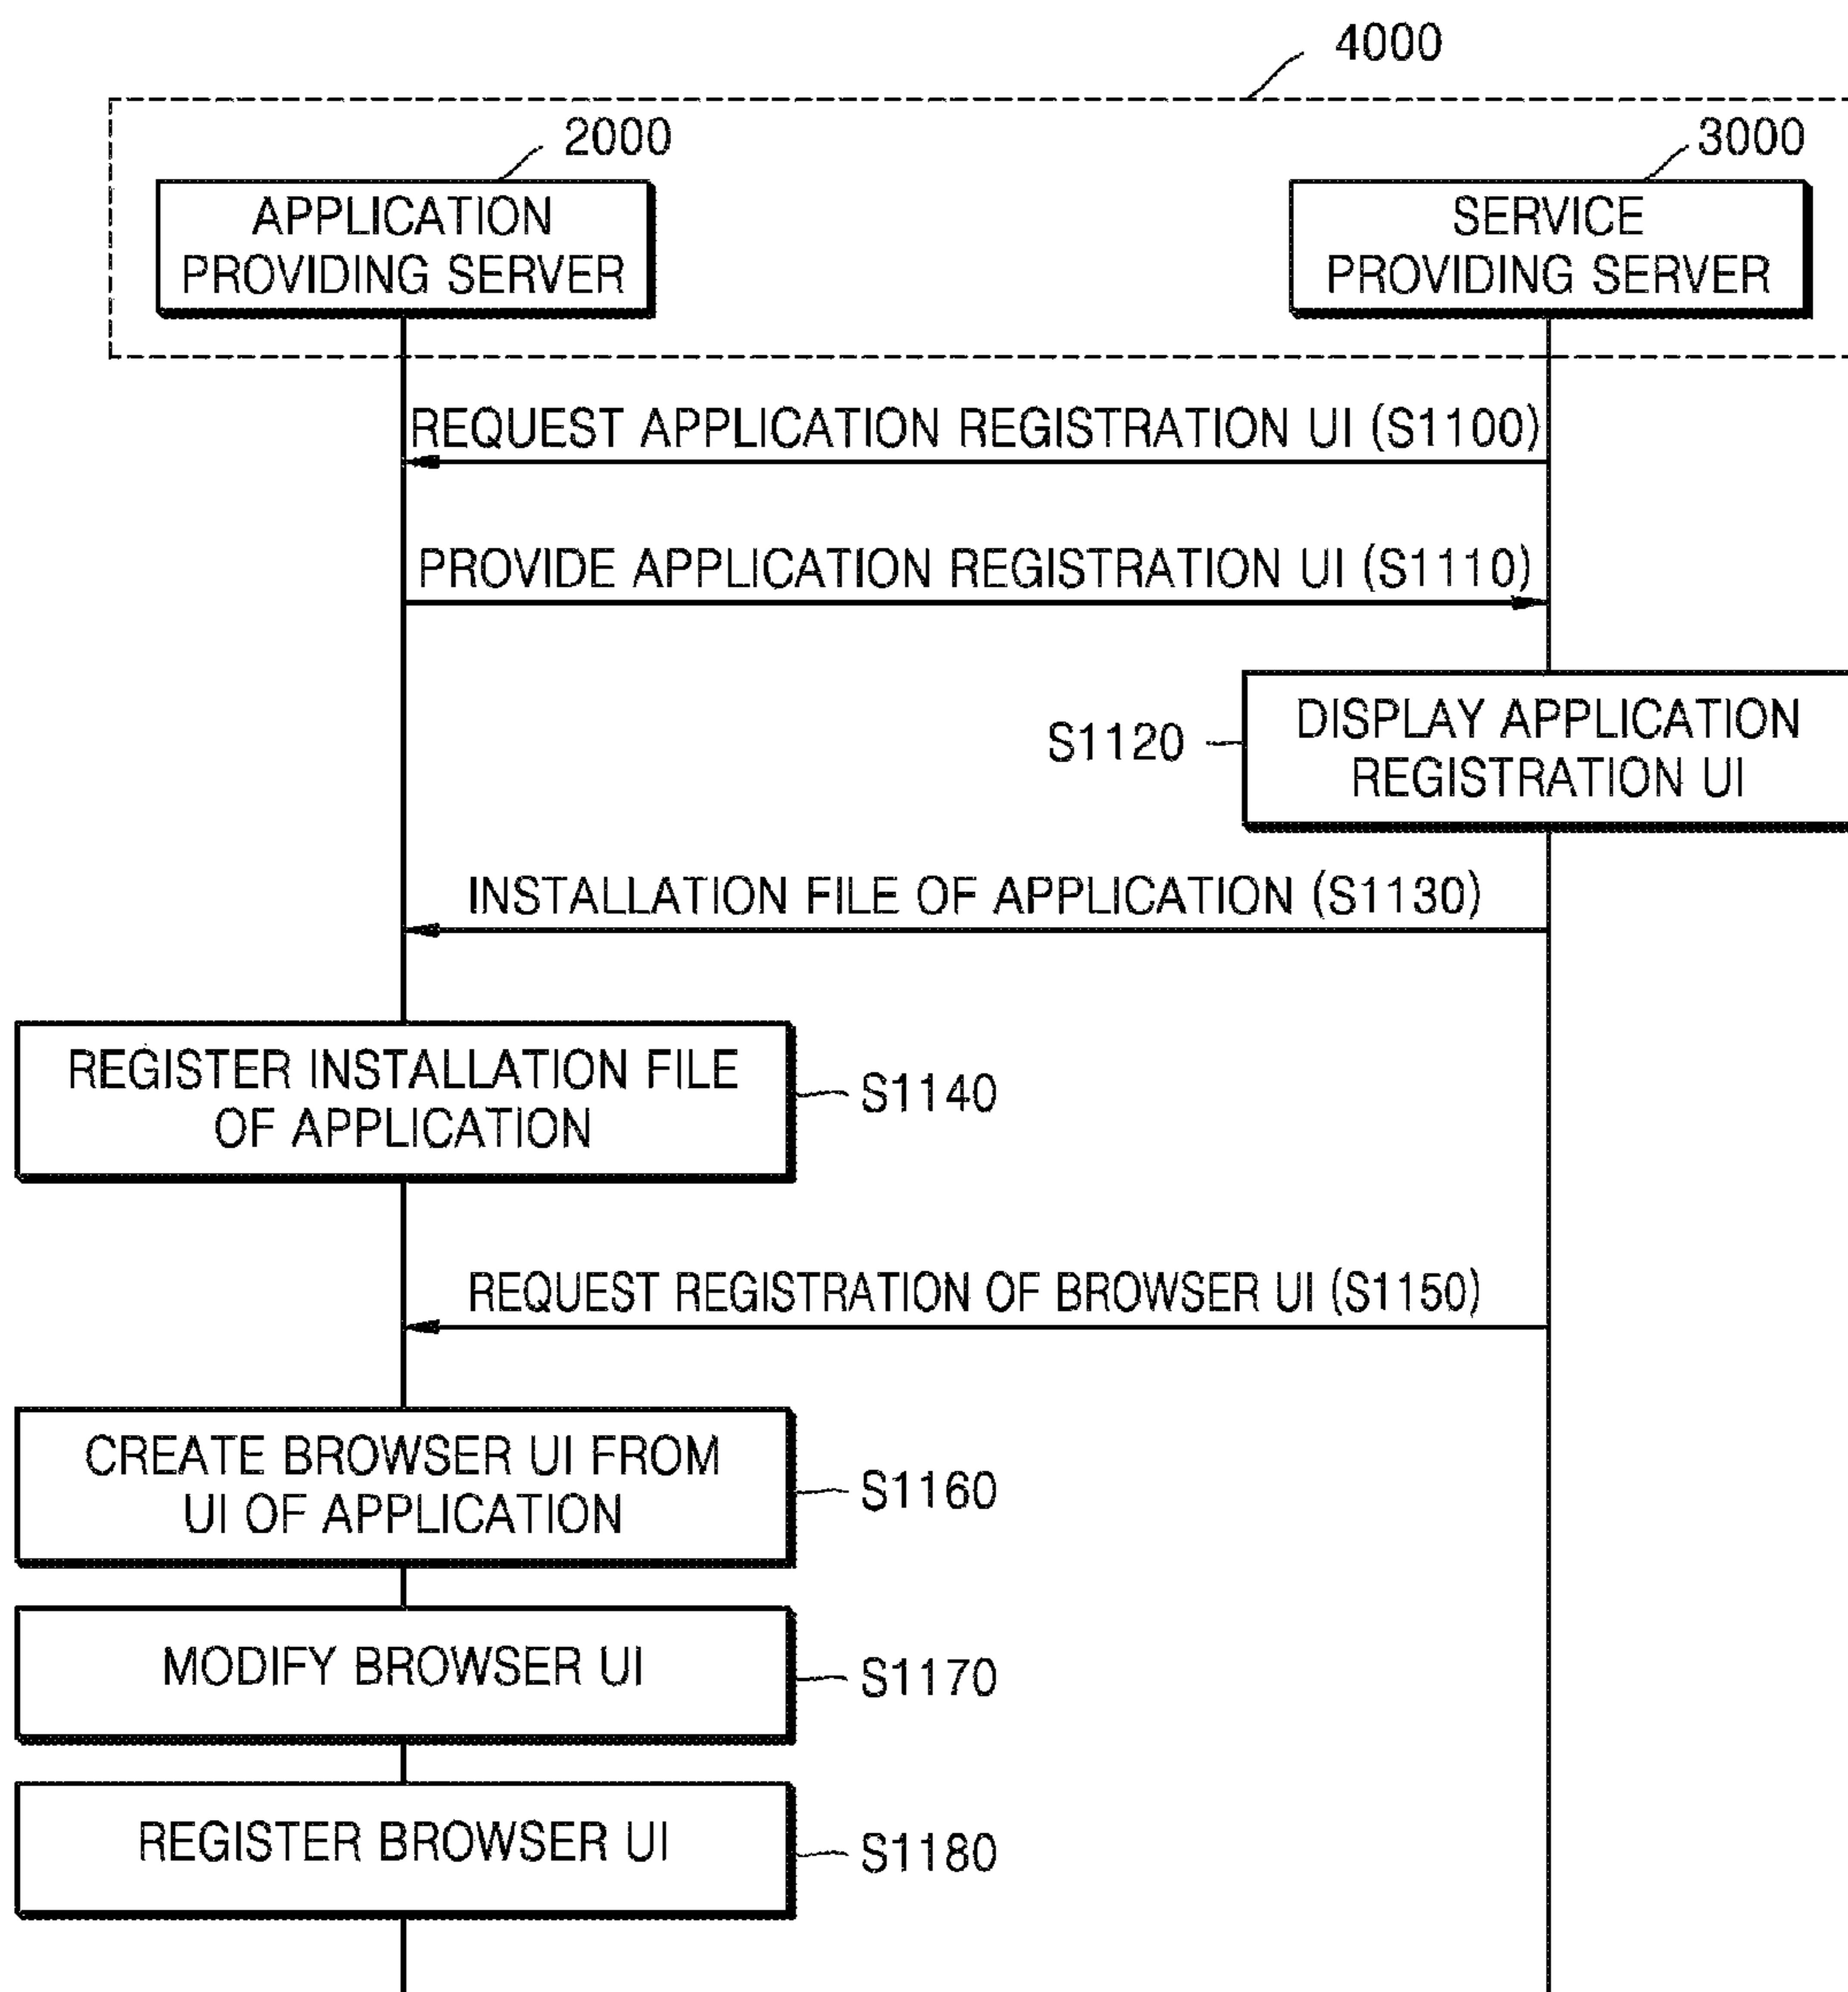 4000
2000
3000
APPLICATION
PROVIDING SERVER
SERVICE
PROVIDING SERVER
REQUEST APPLICATION REGISTRATION UI (S1100)
PROVIDE APPLICATION REGISTRATION UI (S1110)
S1120
DISPLAY APPLICATION
REGISTRATION UI
INSTALLATION FILE OF APPLICATION (S1130)
REGISTER INSTALLATION FILE
OF APPLICATION
S1140
REQUEST REGISTRATION OF BROWSER UI (S1150)
CREATE BROWSER UI FROM
UI OF APPLICATION
S1160
MODIFY BROWSER UI
S1170
REGISTER BROWSER UI
S1180